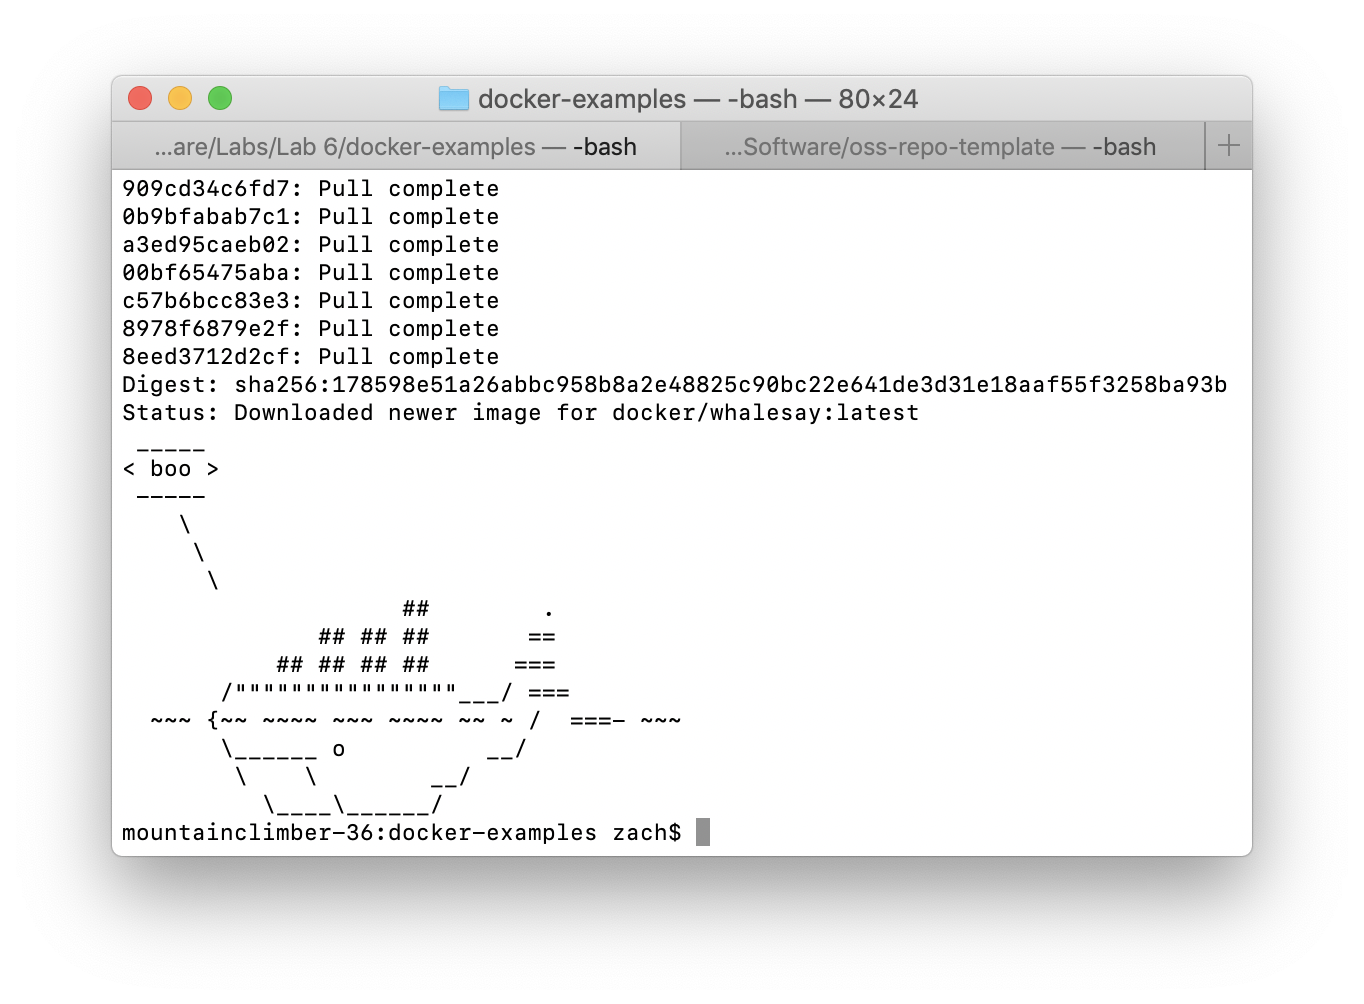 docker-examples — -bash — 80×24
...are/Labs/Lab 6/docker-examples — -bash
...Software/oss-repo-template — -bash
909cd34c6fd7: Pull complete
0b9bfabab7c1: Pull complete
a3ed95caeb02: Pull complete
00bf65475aba: Pull complete
c57b6bcc83e3: Pull complete
8978f6879e2f: Pull complete
8eed3712d2cf: Pull complete
Digest: sha256:178598e51a26abbc958b8a2e48825c90bc22e641de3d31e18aaf55f3258ba93b
Status: Downloaded newer image for docker/whalesay:latest
 _____
< boo >
 -----
    \
     \
      \
                    ##        .
              ## ## ##       ==
           ## ## ## ##      ===
       /""""""""""""""""___/ ===
  ~~~ {~~ ~~~~ ~~~ ~~~~ ~~ ~ /  ===- ~~~
       \______ o          __/
        \    \        __/
          \____\______/
mountainclimber-36:docker-examples zach$